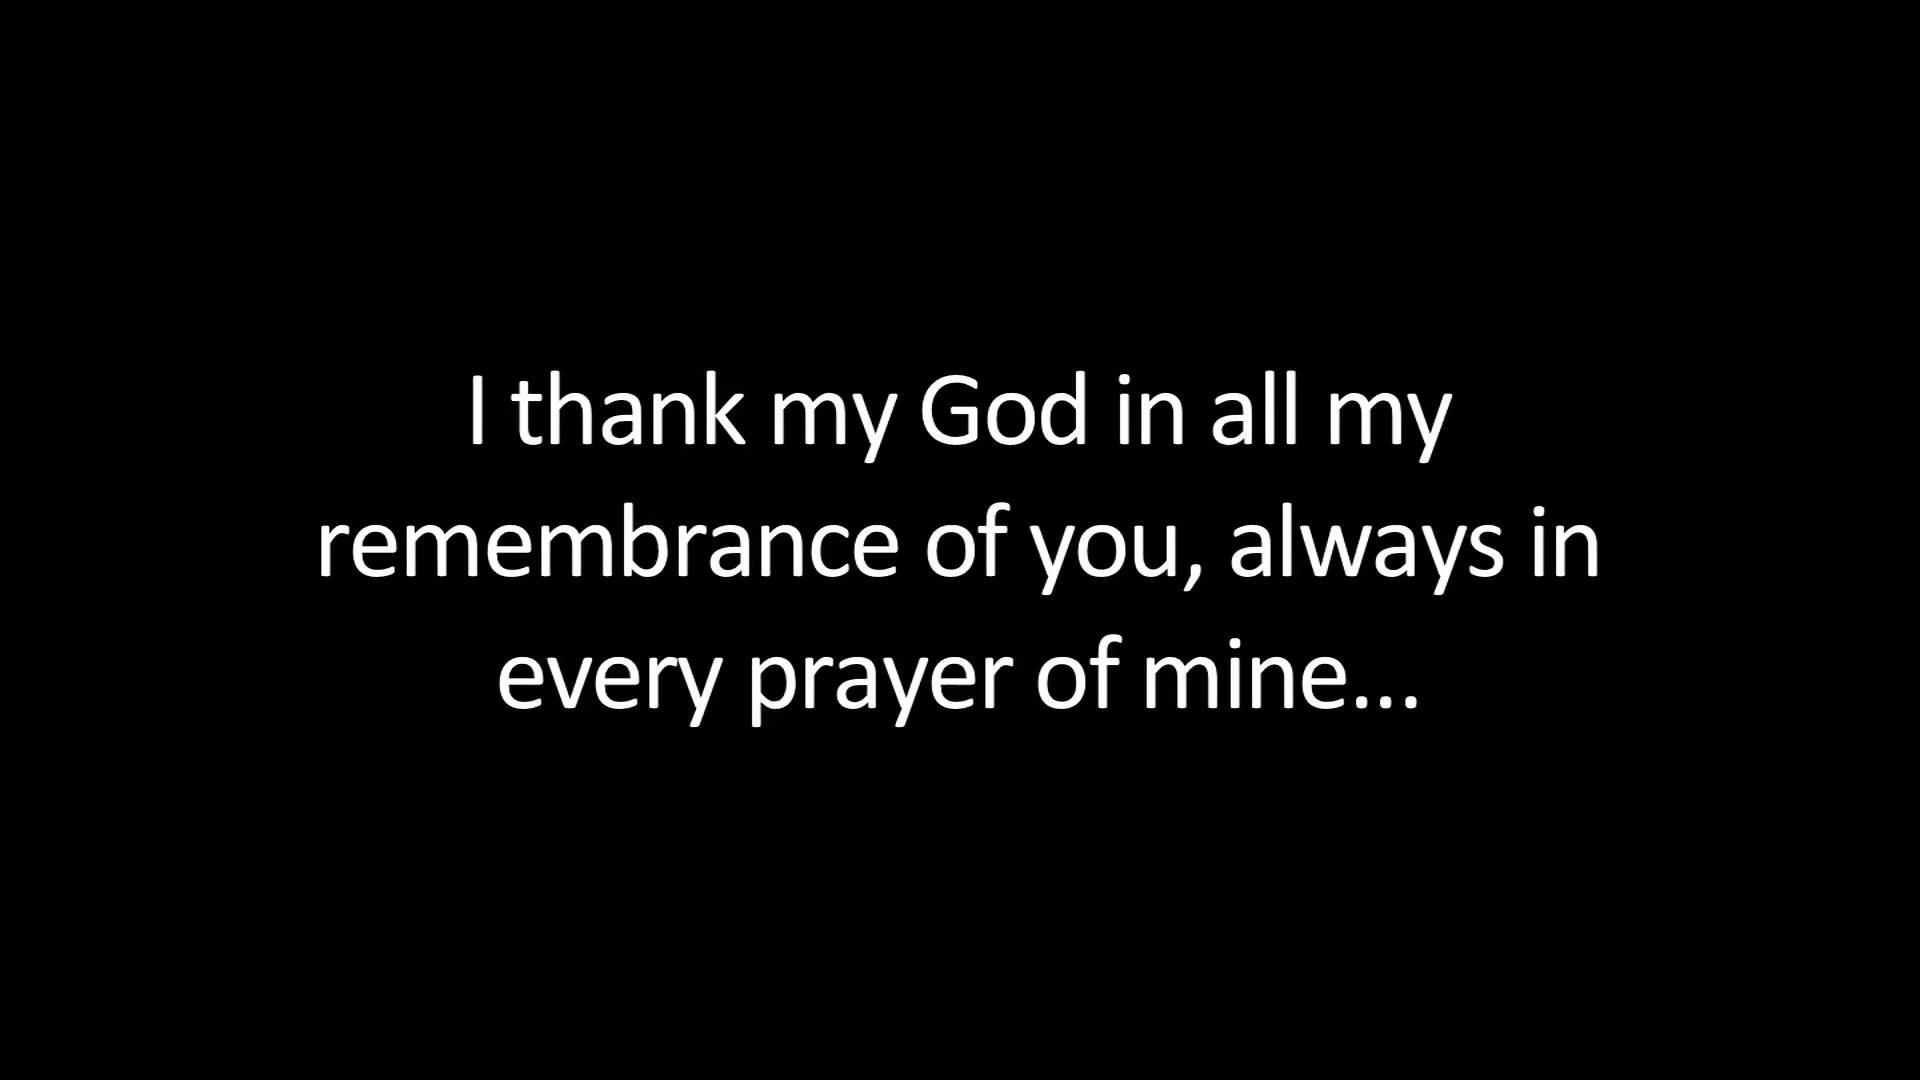 I thank my God in all my
remembrance of you, always in
every prayer of mine...